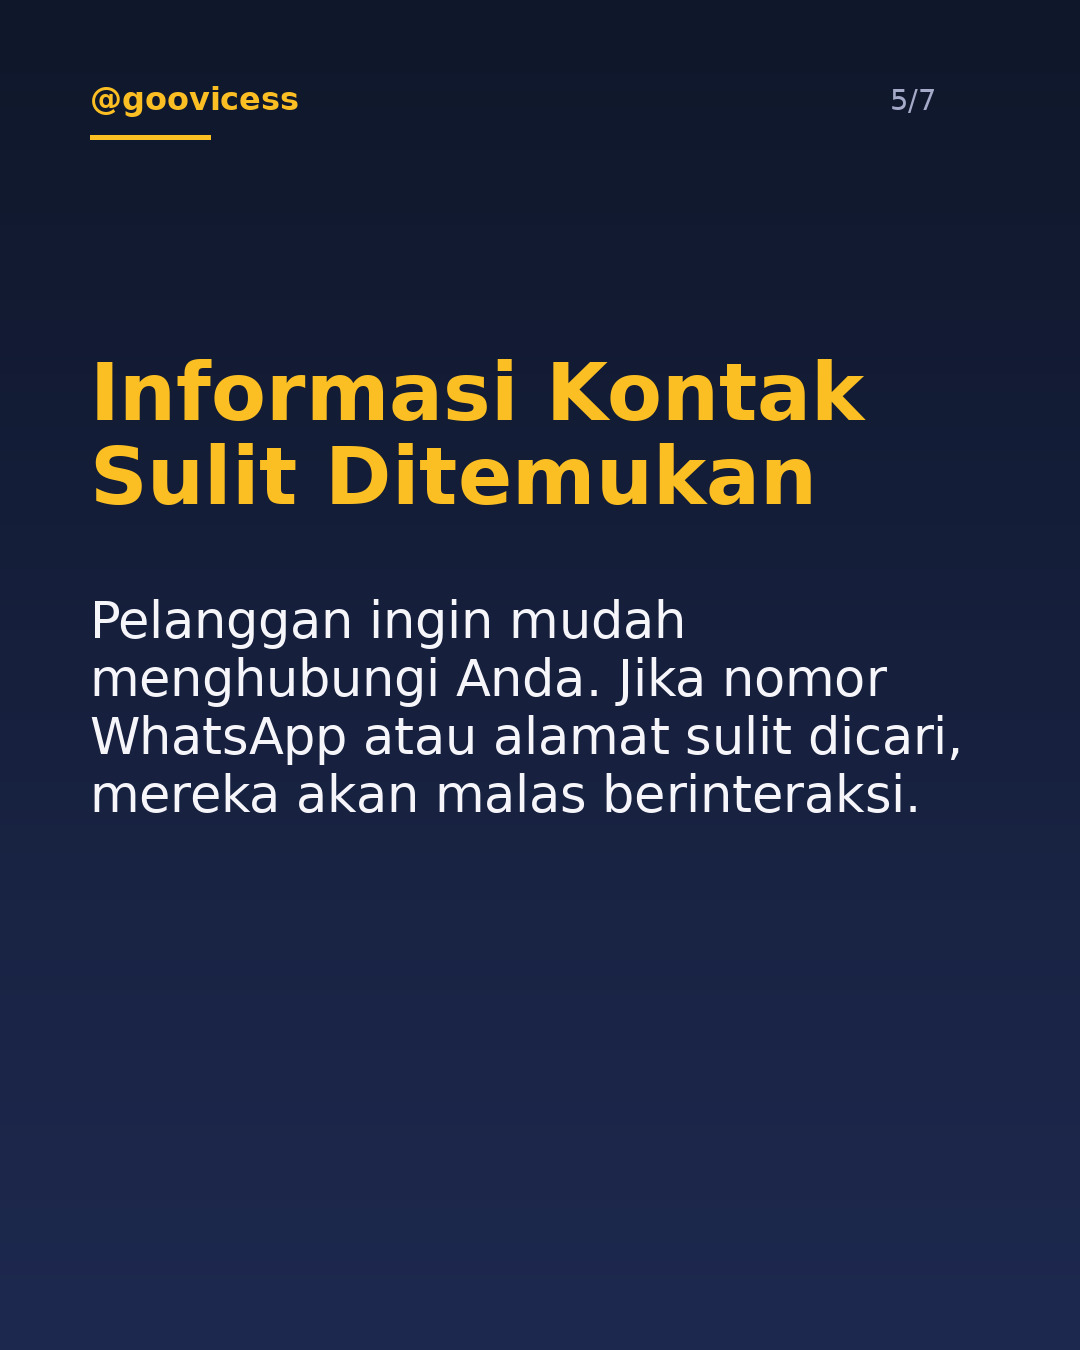 @goovicess
5/7
Informasi Kontak
Sulit Ditemukan
Pelanggan ingin mudah
menghubungi Anda. Jika nomor
WhatsApp atau alamat sulit dicari,
mereka akan malas berinteraksi.